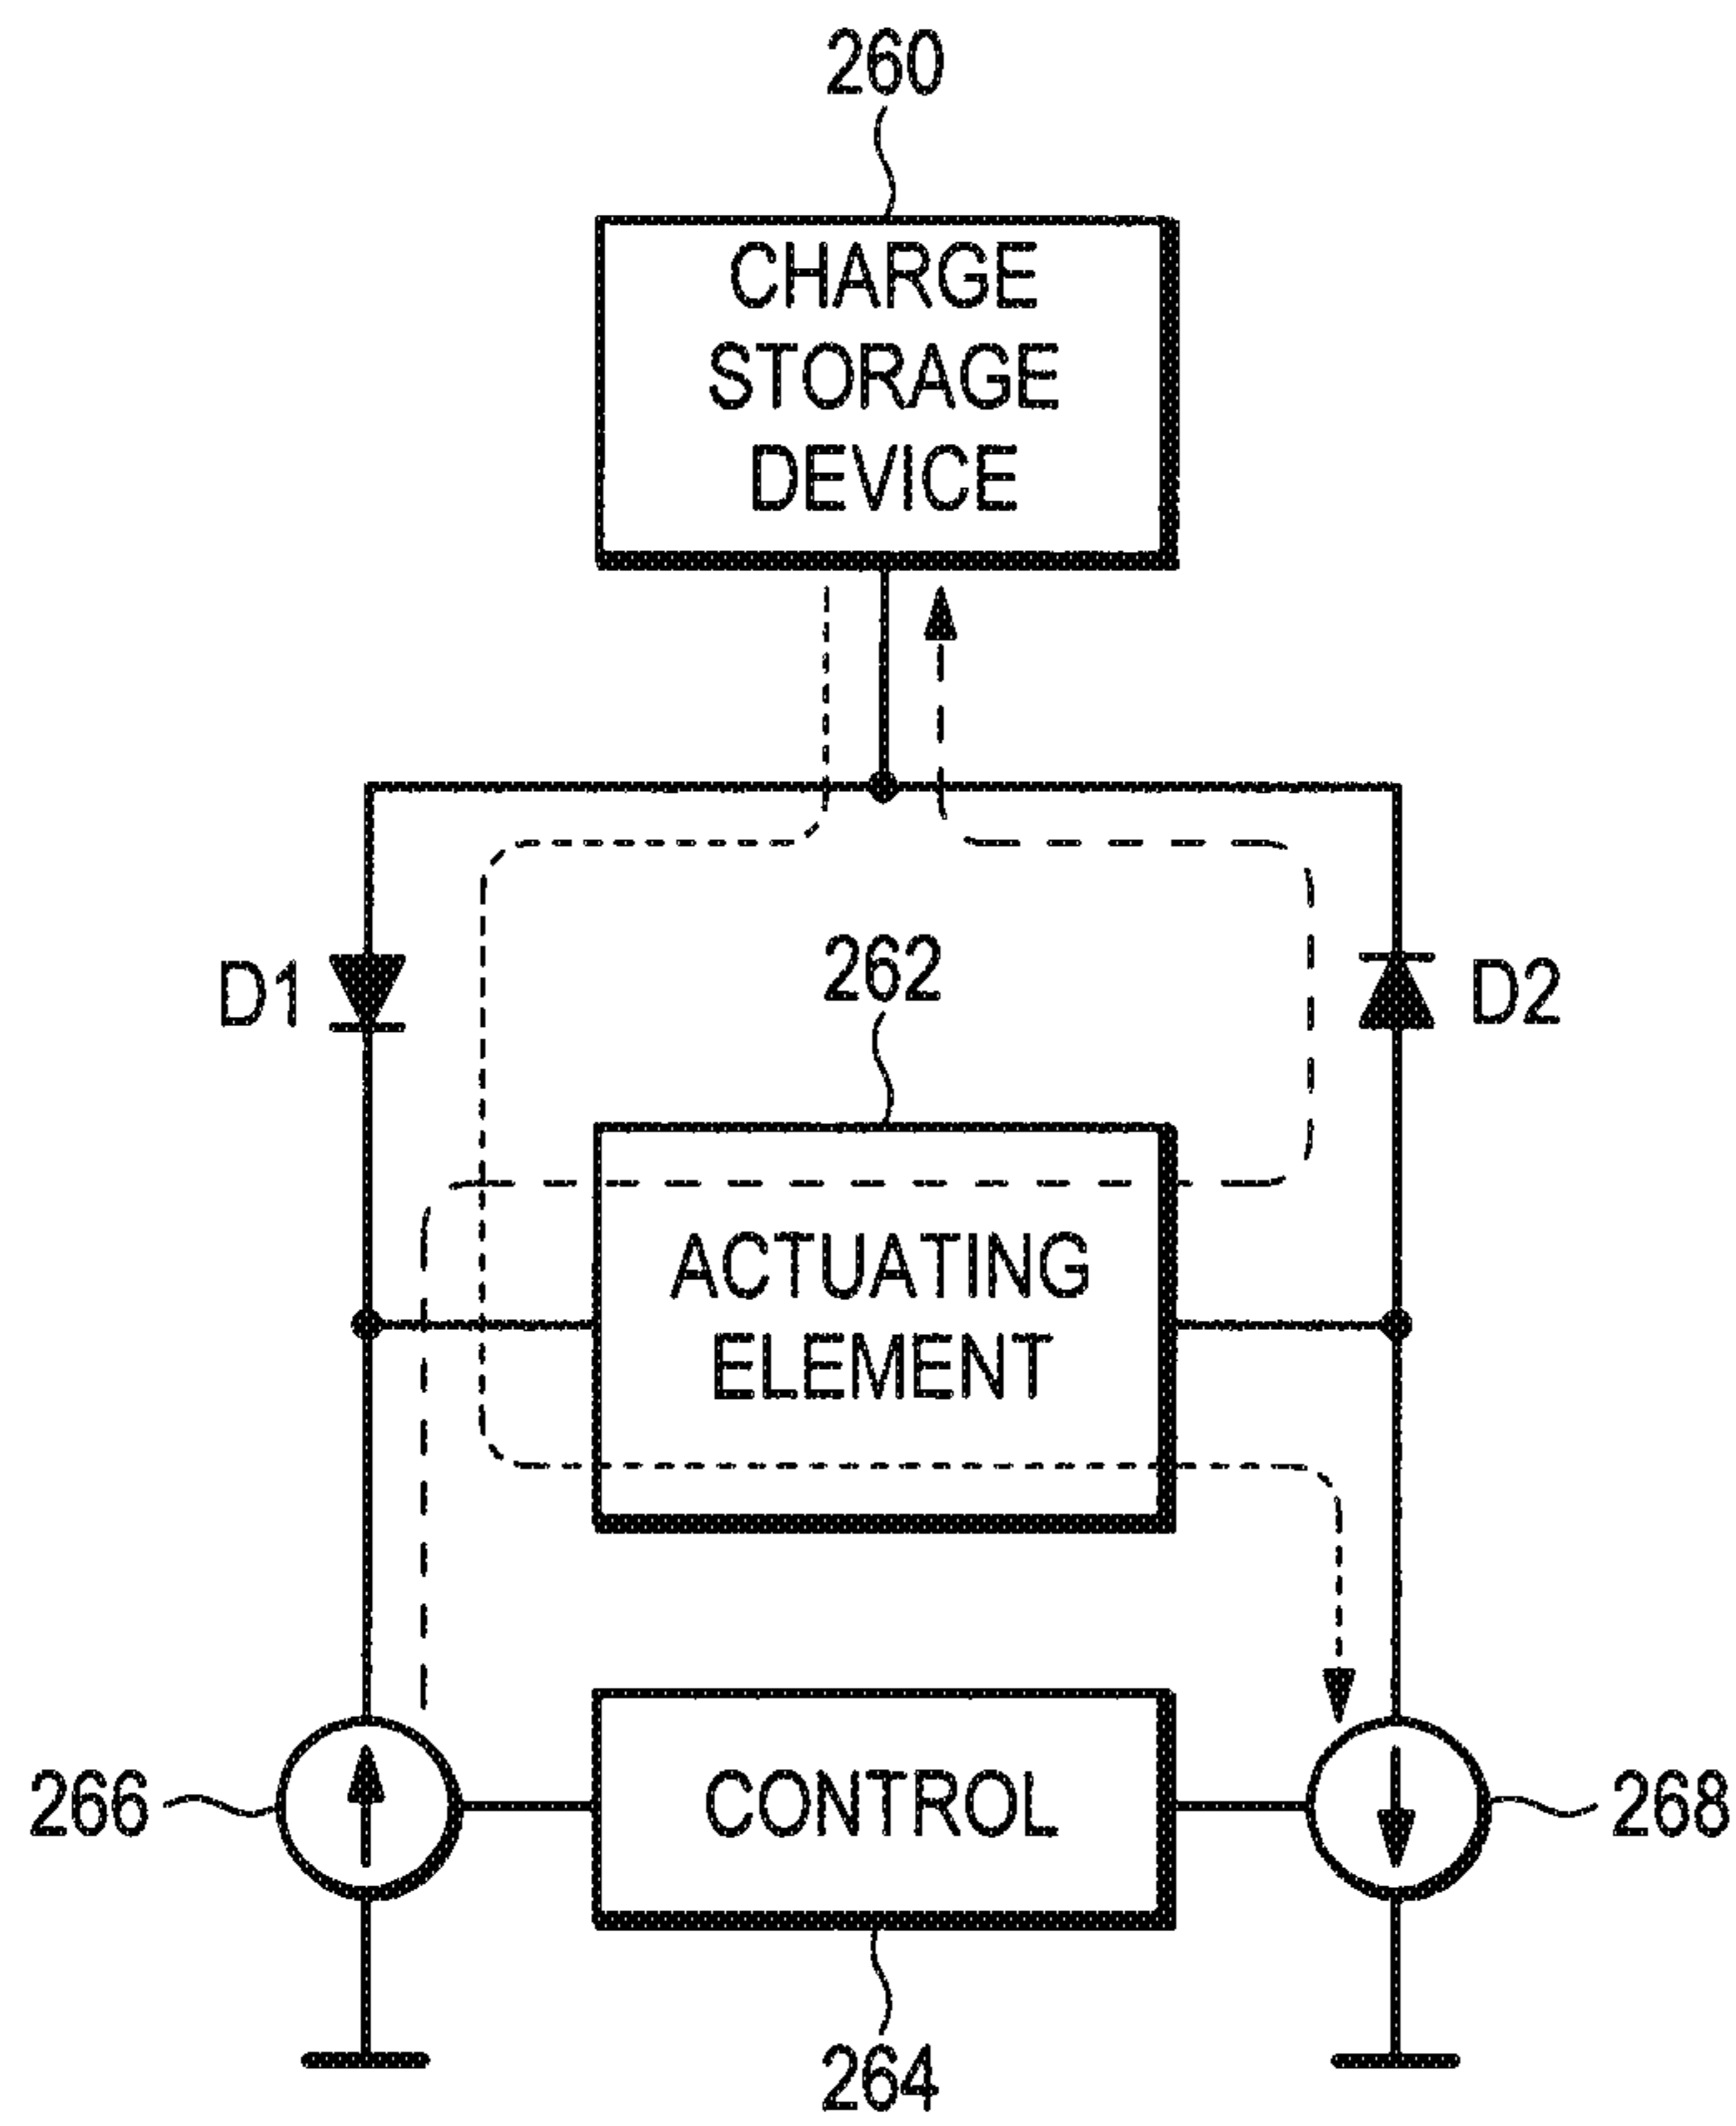 260
CHARGE
STORAGE
DEVICE
D1
262
D2
ACTUATING
ELEMENT
266
CONTROL
268
264